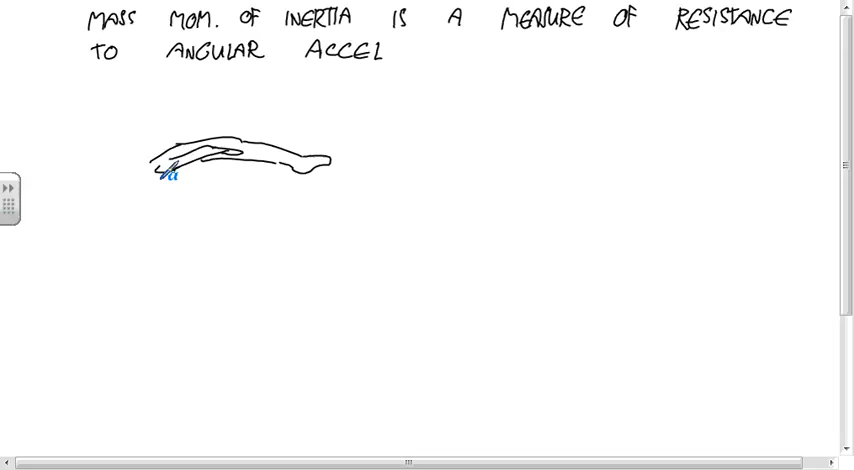 MASS MOM. OF INERTIA IS A MEASURE OF RESISTANCE
TO ANGULAR ACCEL